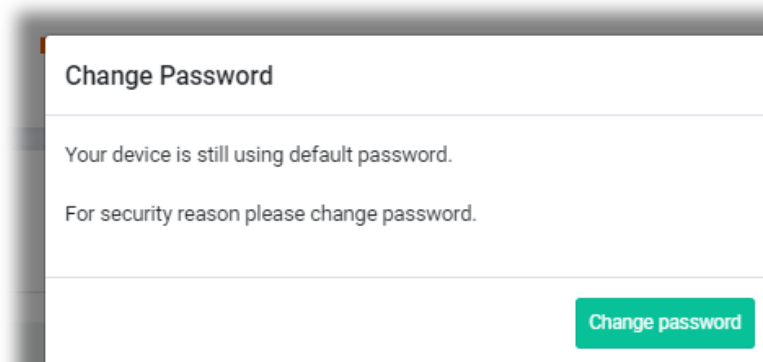 Change Password
Your device is still using default password.
For security reason please change password.
Change password